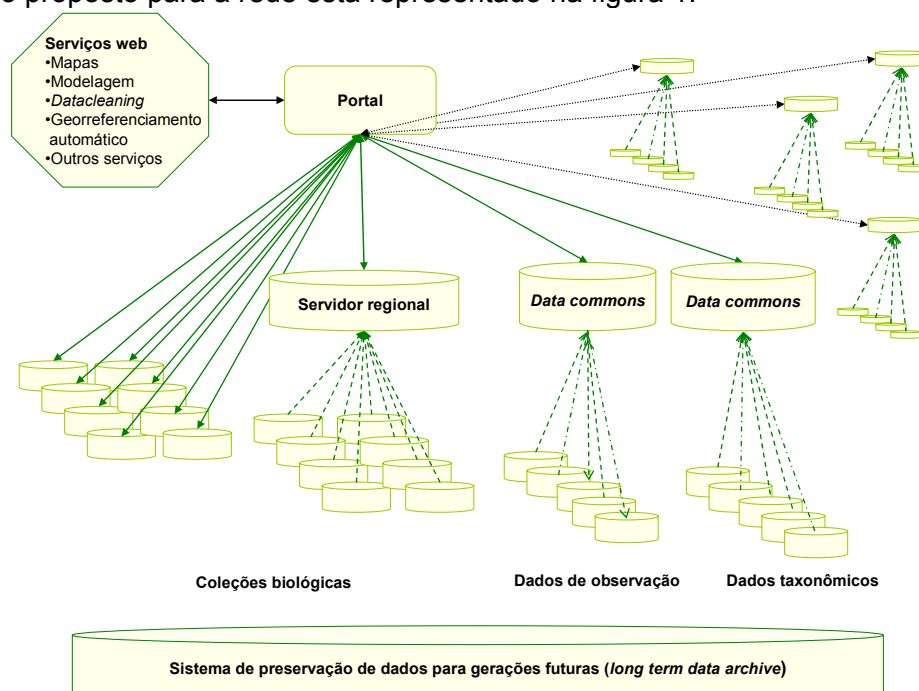 o proposto para a rede está representado na figura 4.
Serviços web
•Mapas
•Modelagem
•Datacleaning
•Georreferenciamento
automático
•Outros serviços
Portal
Servidor regional
Data commons
Data commons
Coleções biológicas
Dados de observação
Dados taxonômicos
Sistema de preservação de dados para gerações futuras (long term data archive)